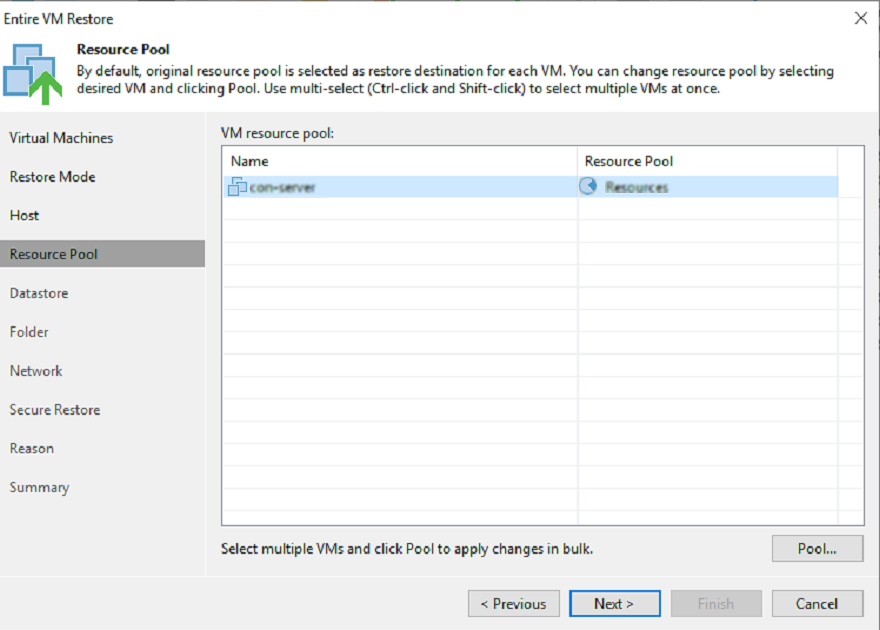 Entire VM Restore
Resource Pool
By default, original resource pool is selected as restore destination for each VM. You can change resource pool by selecting
desired VM and clicking Pool. Use multi-select (Ctrl-click and Shift-click) to select multiple VMs at once.
Virtual Machines
Restore Mode
Host
Resource Pool
Datastore
Folder
Network
Secure Restore
Reason
Summary
VM resource pool:
Name Resource Pool
con-server Resources
Select multiple VMs and click Pool to apply changes in bulk.
Pool...
< Previous Next > Finish Cancel